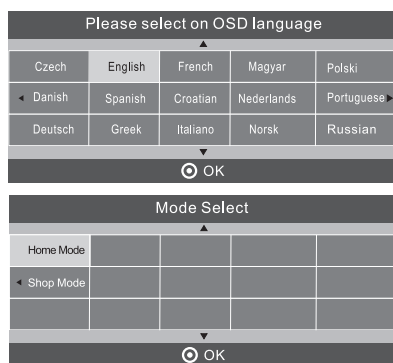 Please select on OSD language
Czech English French Magyar Polski
Danish Spanish Croatian Nederlands Portuguese
Deutsch Greek Italiano Norsk Russian
OK
Mode Select
Home Mode
Shop Mode
OK